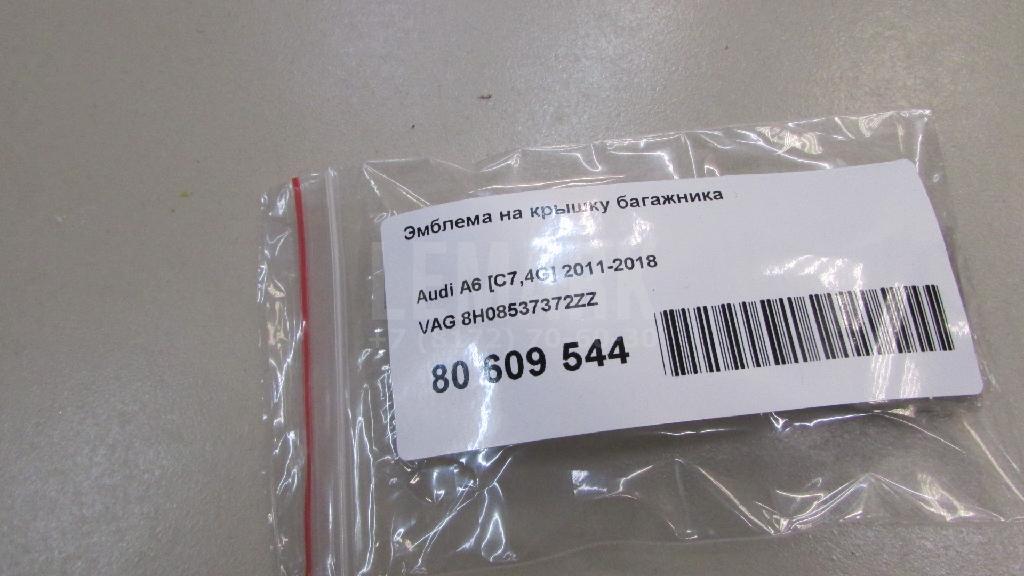 Эмблема на крышку багажника
Audi A6 [C7,4G] 2011-2018
VAG 8H08537372ZZ
80 609 544